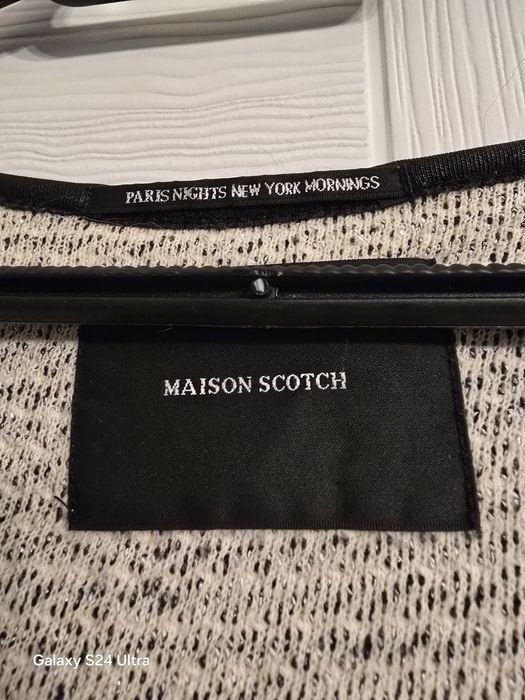 PARIS NIGHTS NEW YORK MORNINGS
MAISON SCOTCH
Galaxy S24 Ultra